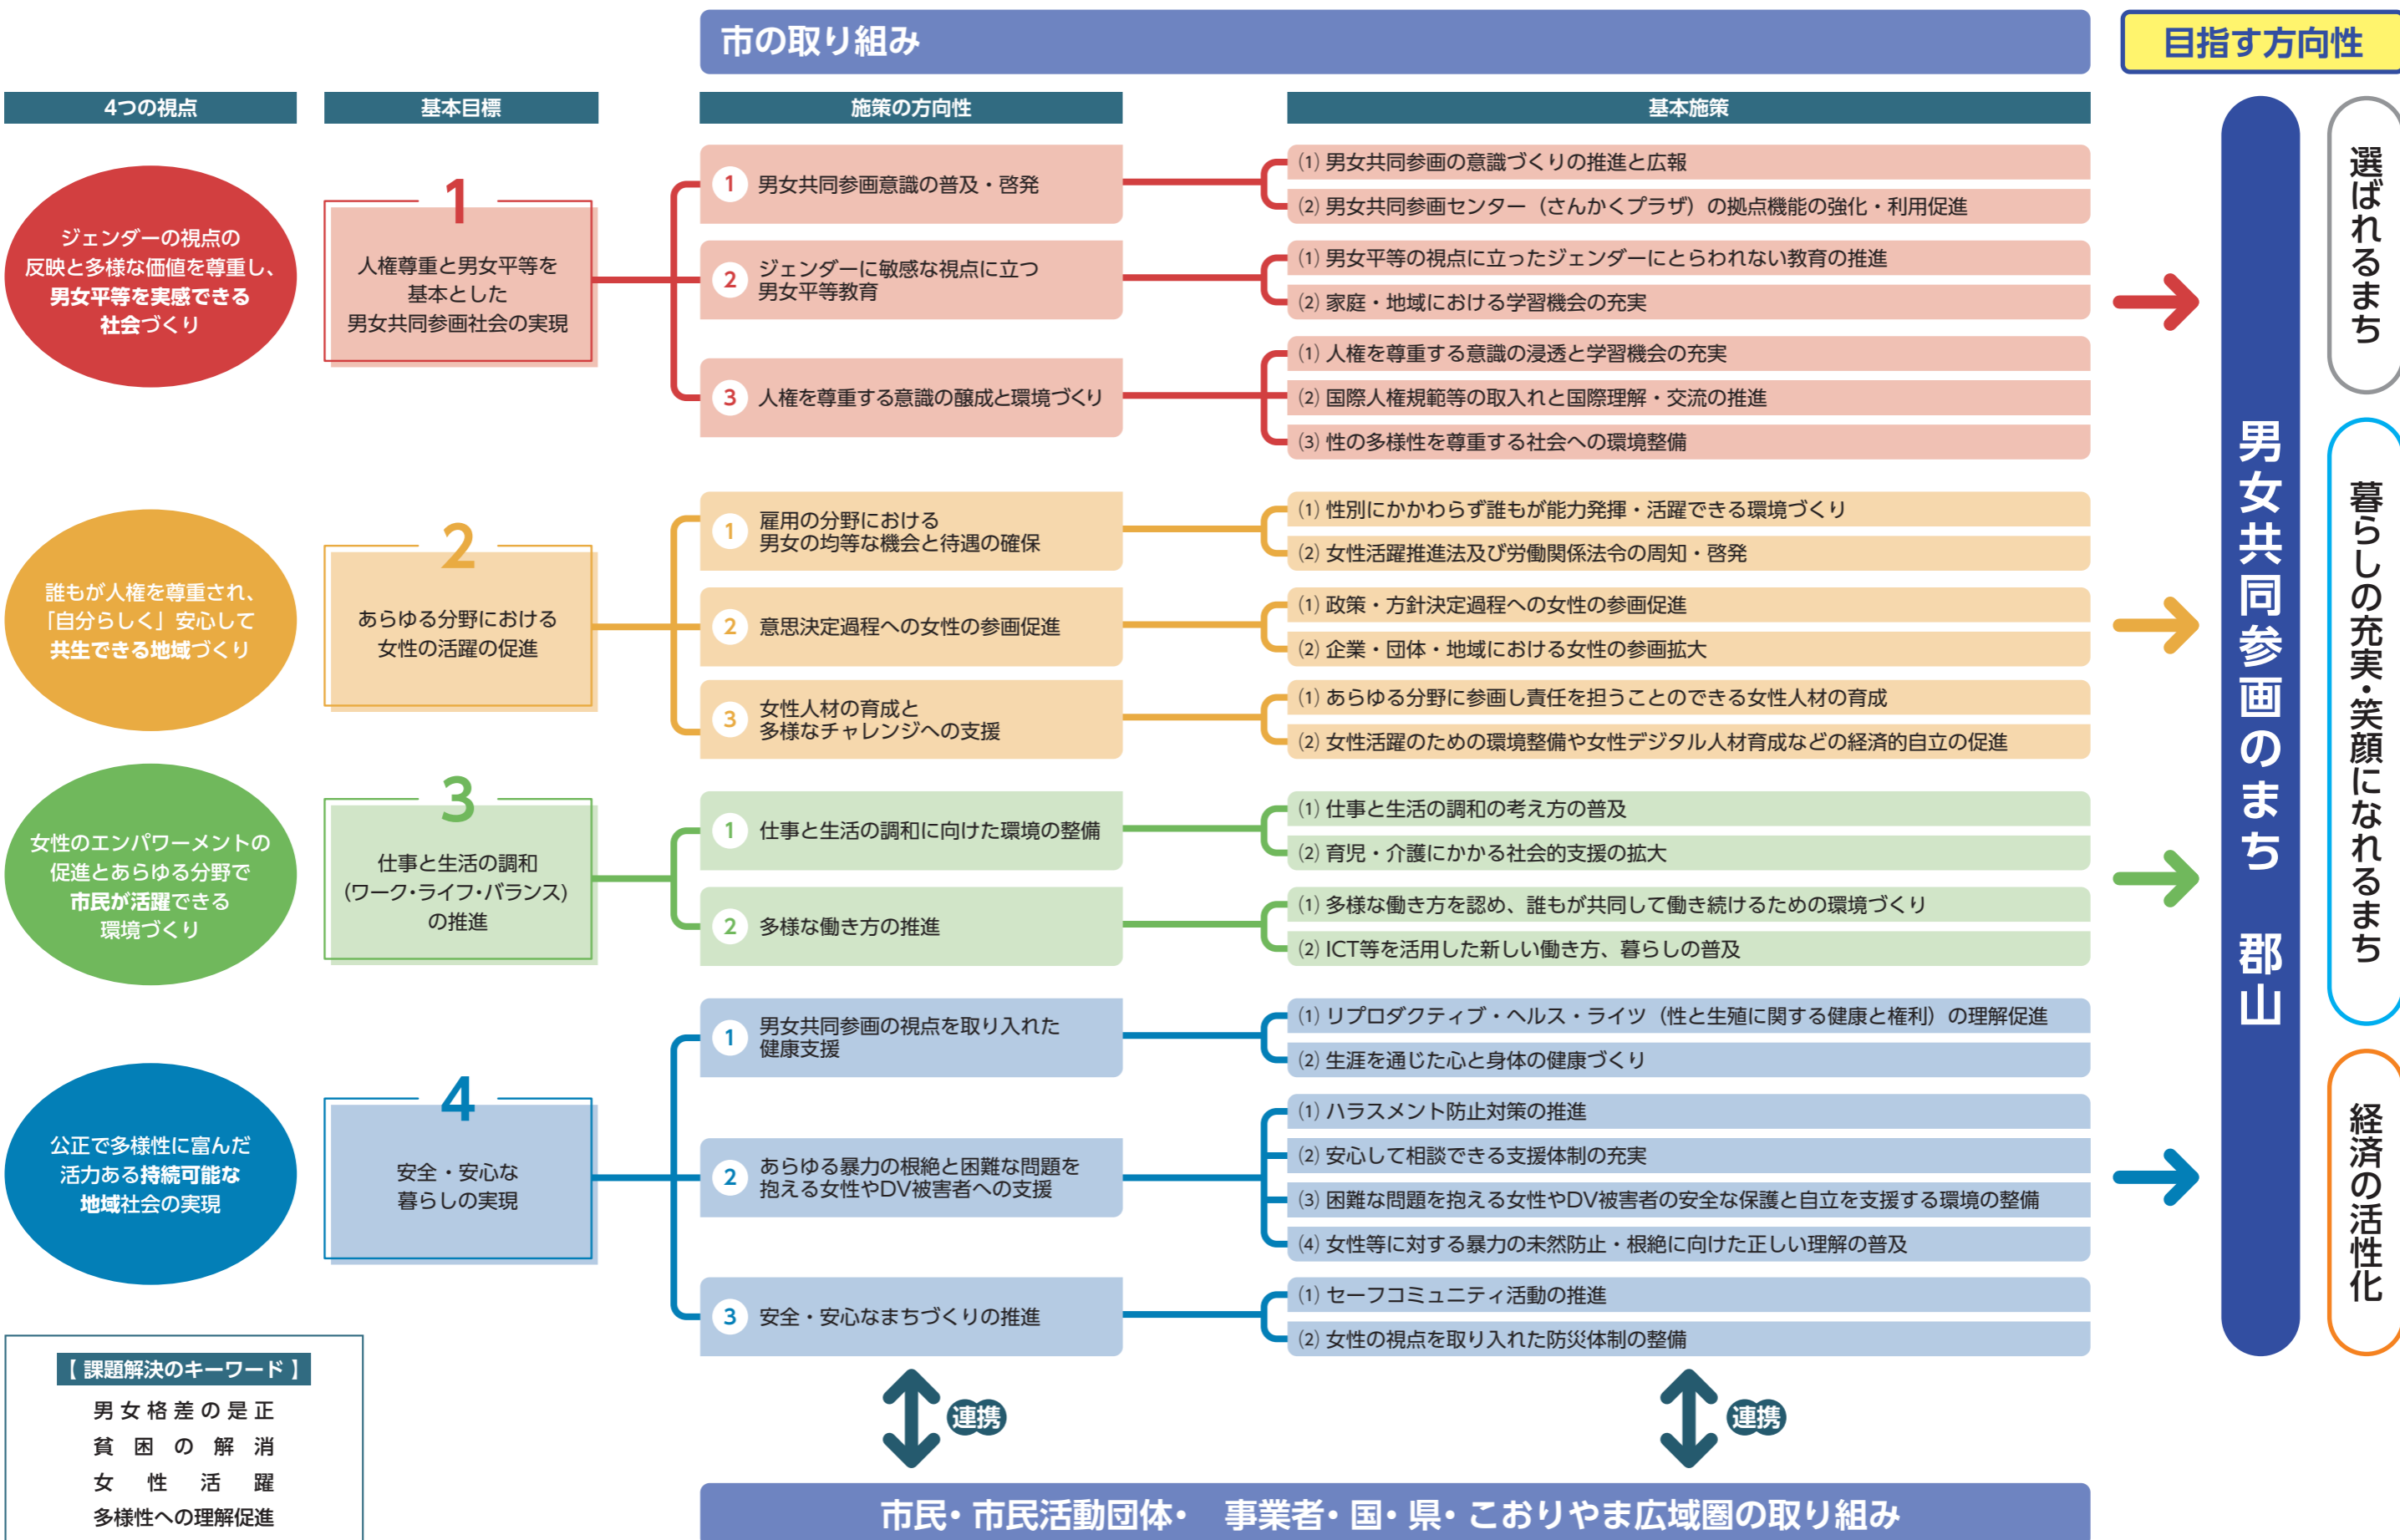 市の取り組み
目指す方向性
4つの視点
基本目標
施策の方向性
基本施策
ジェンダーの視点の
反映と多様な価値を尊重し、
男女平等を実感できる
社会づくり
1
人権尊重と男女平等を
基本とした
男女共同参画社会の実現
1 男女共同参画意識の普及・啓発
(1) 男女共同参画の意識づくりの推進と広報
(2) 男女共同参画センター（さんかくプラザ）の拠点機能の強化・利用促進
2 ジェンダーに敏感な視点に立つ
男女平等教育
(1) 男女平等の視点に立ったジェンダーにとらわれない教育の推進
(2) 家庭・地域における学習機会の充実
3 人権を尊重する意識の醸成と環境づくり
(1) 人権を尊重する意識の浸透と学習機会の充実
(2) 国際人権規範等の取入れと国際理解・交流の推進
(3) 性の多様性を尊重する社会への環境整備
誰もが人権を尊重され、
「自分らしく」安心して
共生できる地域づくり
2
あらゆる分野における
女性の活躍の促進
1 雇用の分野における
男女の均等な機会と待遇の確保
(1) 性別にかかわらず誰もが能力発揮・活躍できる環境づくり
(2) 女性活躍推進法及び労働関係法令の周知・啓発
2 意思決定過程への女性の参画促進
(1) 政策・方針決定過程への女性の参画促進
(2) 企業・団体・地域における女性の参画拡大
3 女性人材の育成と
多様なチャレンジへの支援
(1) あらゆる分野に参画し責任を担うことのできる女性人材の育成
(2) 女性活躍のための環境整備や女性デジタル人材育成などの経済的自立の促進
女性のエンパワーメントの
促進とあらゆる分野で
市民が活躍できる
環境づくり
3
仕事と生活の調和
(ワーク・ライフ・バランス)
の推進
1 仕事と生活の調和に向けた環境の整備
(1) 仕事と生活の調和の考え方の普及
(2) 育児・介護にかかる社会的支援の拡大
2 多様な働き方の推進
(1) 多様な働き方を認め、誰もが共同して働き続けるための環境づくり
(2) ICT等を活用した新しい働き方、暮らしの普及
公正で多様性に富んだ
活力ある持続可能な
地域社会の実現
4
安全・安心な
暮らしの実現
1 男女共同参画の視点を取り入れた
健康支援
(1) リプロダクティブ・ヘルス・ライツ（性と生殖に関する健康と権利）の理解促進
(2) 生涯を通じた心と身体の健康づくり
2 あらゆる暴力の根絶と困難な問題を
抱える女性やDV被害者への支援
(1) ハラスメント防止対策の推進
(2) 安心して相談できる支援体制の充実
(3) 困難な問題を抱える女性やDV被害者の安全な保護と自立を支援する環境の整備
(4) 女性等に対する暴力の未然防止・根絶に向けた正しい理解の普及
3 安全・安心なまちづくりの推進
(1) セーフコミュニティ活動の推進
(2) 女性の視点を取り入れた防災体制の整備
男女共同参画のまち 郡山
選ばれるまち
暮らしの充実・笑顔になれるまち
経済の活性化
【 課題解決のキーワード 】
男女格差の是正
貧困の解消
女性活躍
多様性への理解促進
連携
連携
市民・市民活動団体・ 事業者・国・県・こおりやま広域圏の取り組み